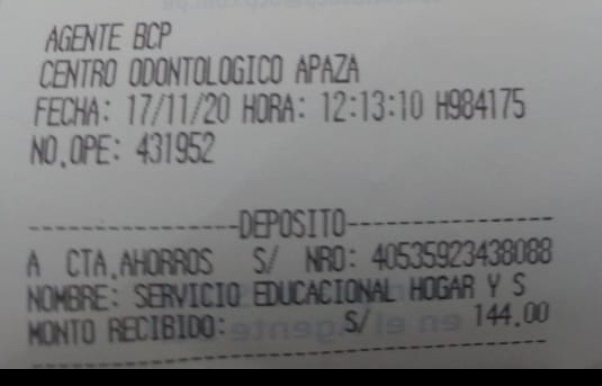 AGENTE BCP
CENTRO ODONTOLOGICO APAZA
FECHA: 17/11/20 HORA: 12:13:10 H984175
NO.OPE: 431952
----------------DEPOSITO----------------
A CTA.AHORROS S/ NRO: 40535923438088
NOMBRE: SERVICIO EDUCACIONAL HOGAR Y S
MONTO RECIBIDO: S/ 144.00